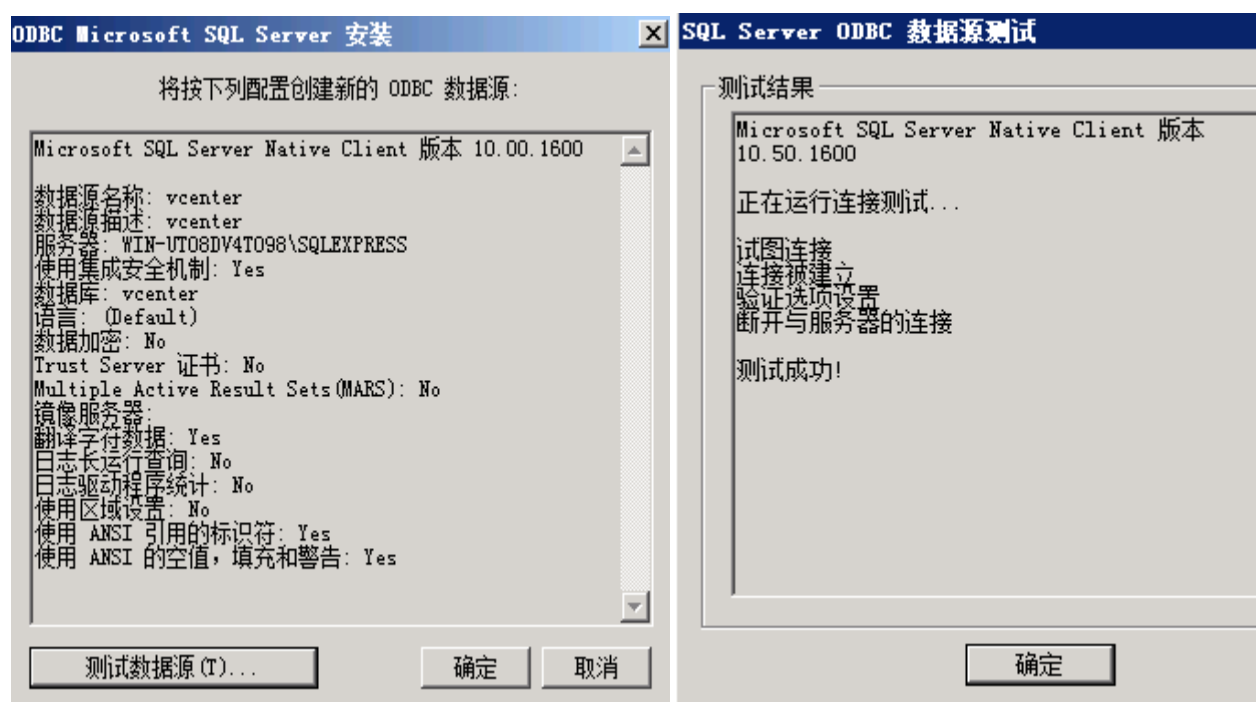 ODBC Microsoft SQL Server 安装
将按下列配置创建新的 ODBC 数据源:
Microsoft SQL Server Native Client 版本 10.00.1600
数据源名称: vcenter
数据源描述: vcenter
服务器: WIN-UTO8DV4TO98\SQLEXPRESS
使用集成安全机制: Yes
数据库: vcenter
语言: (Default)
数据加密: No
Trust Server 证书: No
Multiple Active Result Sets(MARS): No
镜像服务器:
翻译字符数据: Yes
日志长运行查询: No
日志驱动程序统计: No
使用区域设置: No
使用 ANSI 引用的标识符: Yes
使用 ANSI 的空值,填充和警告: Yes
测试数据源(T)...
确定
取消
SQL Server ODBC 数据源测试
测试结果
Microsoft SQL Server Native Client 版本
10.50.1600
正在运行连接测试...
试图连接
连接被建立
验证选项设置
断开与服务器的连接
测试成功!
确定